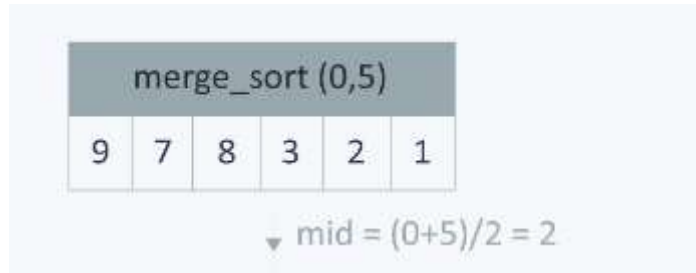 merge_sort (0,5)
9 7 8 3 2 1
mid = (0+5)/2 = 2